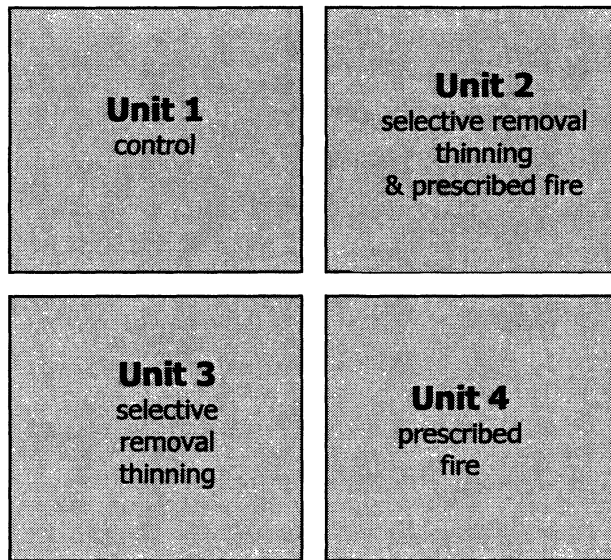 Unit 1
control
Unit 2
selective removal
thinning
& prescribed fire
Unit 3
selective
removal
thinning
Unit 4
prescribed
fire